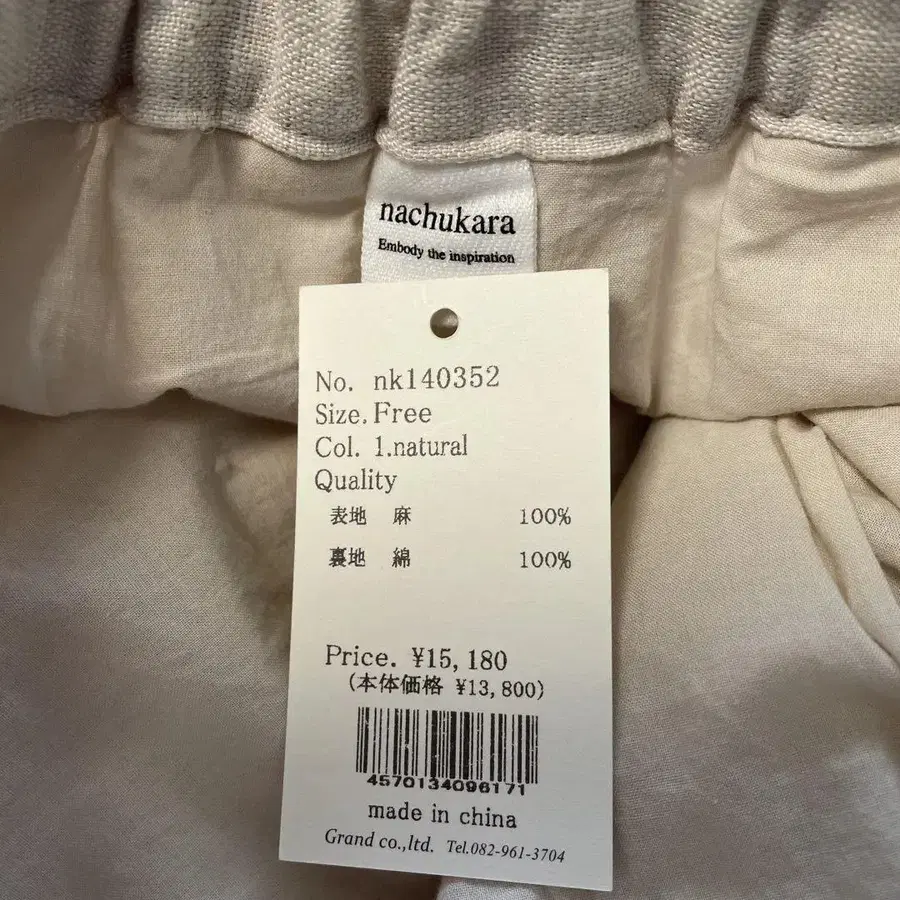 nachukara
Embody the inspiration
No. nk140352
Size. Free
Col. 1.natural
Quality
表地 麻 100%
裏地 綿 100%
Price. ¥15,180
(本体価格 ¥13,800)
4570134096171
made in china
Grand co.,ltd. Tel.082-961-3704